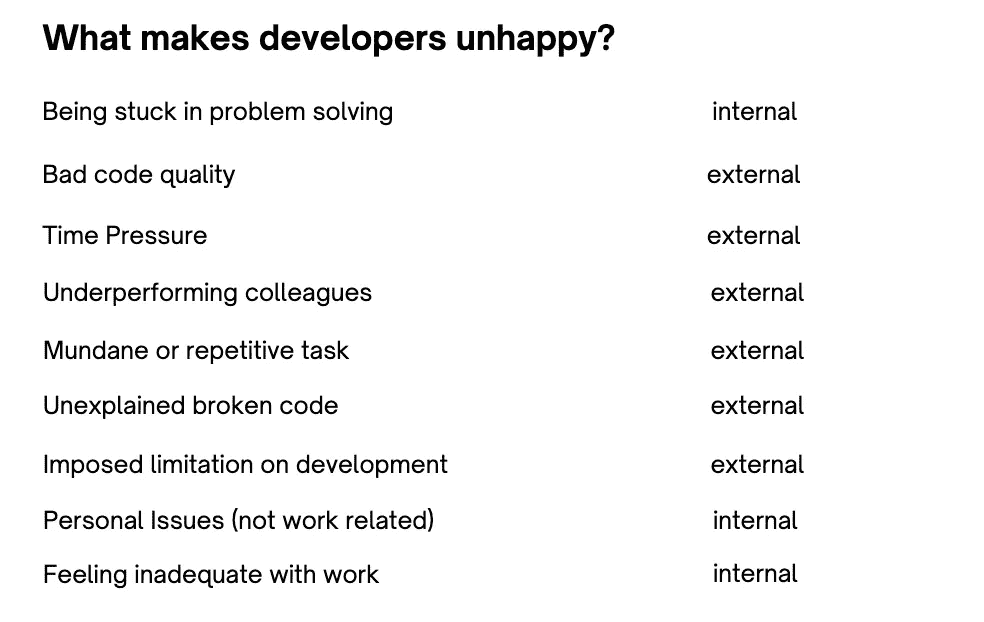 What makes developers unhappy?
Being stuck in problem solving internal
Bad code quality external
Time Pressure external
Underperforming colleagues external
Mundane or repetitive task external
Unexplained broken code external
Imposed limitation on development external
Personal Issues (not work related) internal
Feeling inadequate with work internal